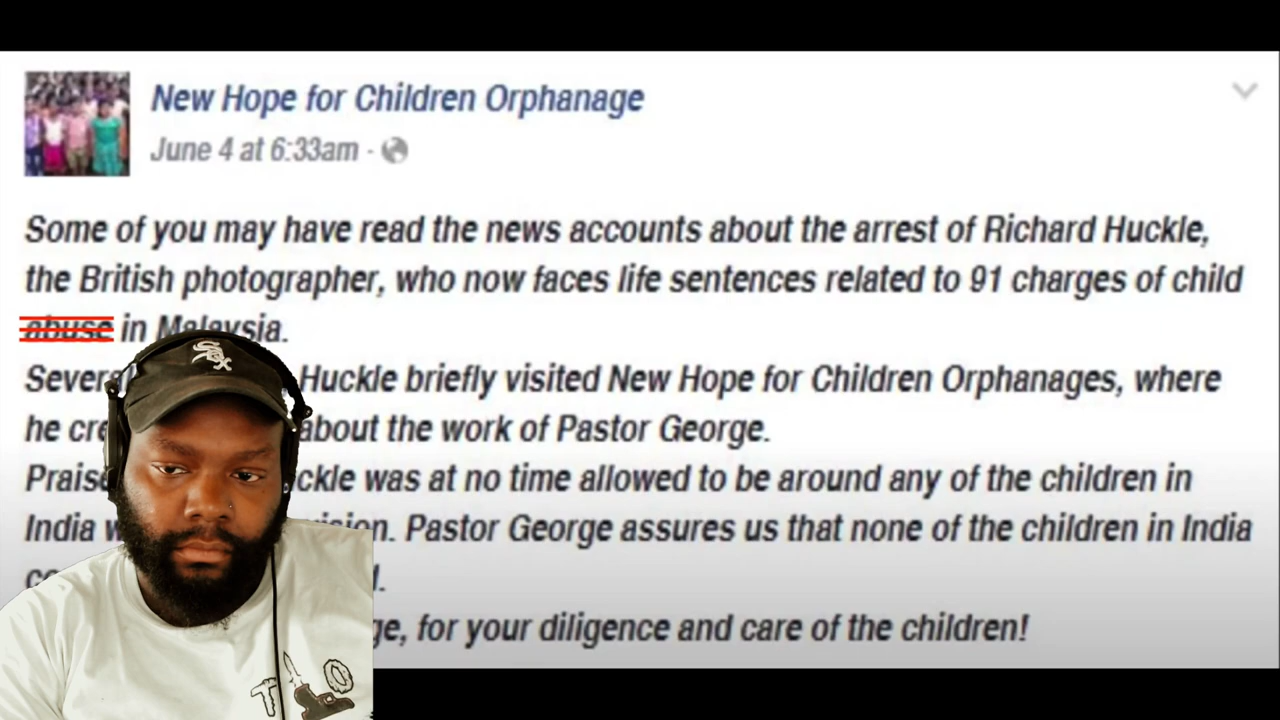 New Hope for Children Orphanage
June 4 at 6:33am
Some of you may have read the news accounts about the arrest of Richard Huckle,
the British photographer, who now faces life sentences related to 91 charges of child
abuse in Malaysia.
Huckle briefly visited New Hope for Children Orphanages, where
he about the work of Pastor George.
was at no time allowed to be around any of the children in
India Pastor George assures us that none of the children in India
for your diligence and care of the children!
Sox